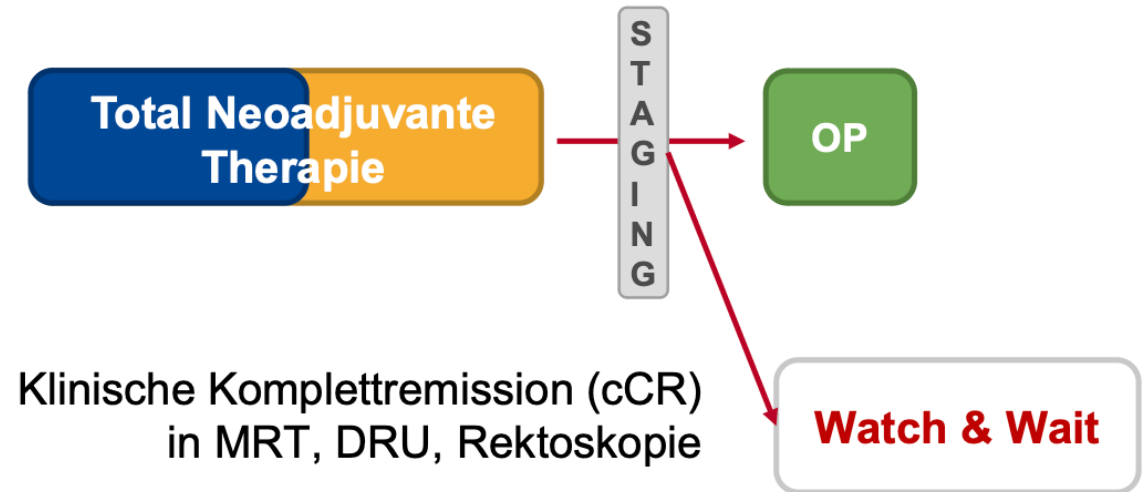 Total Neoadjuvante
Therapie
STAGING
OP
Klinische Komplettremission (cCR)
in MRT, DRU, Rektoskopie
Watch & Wait